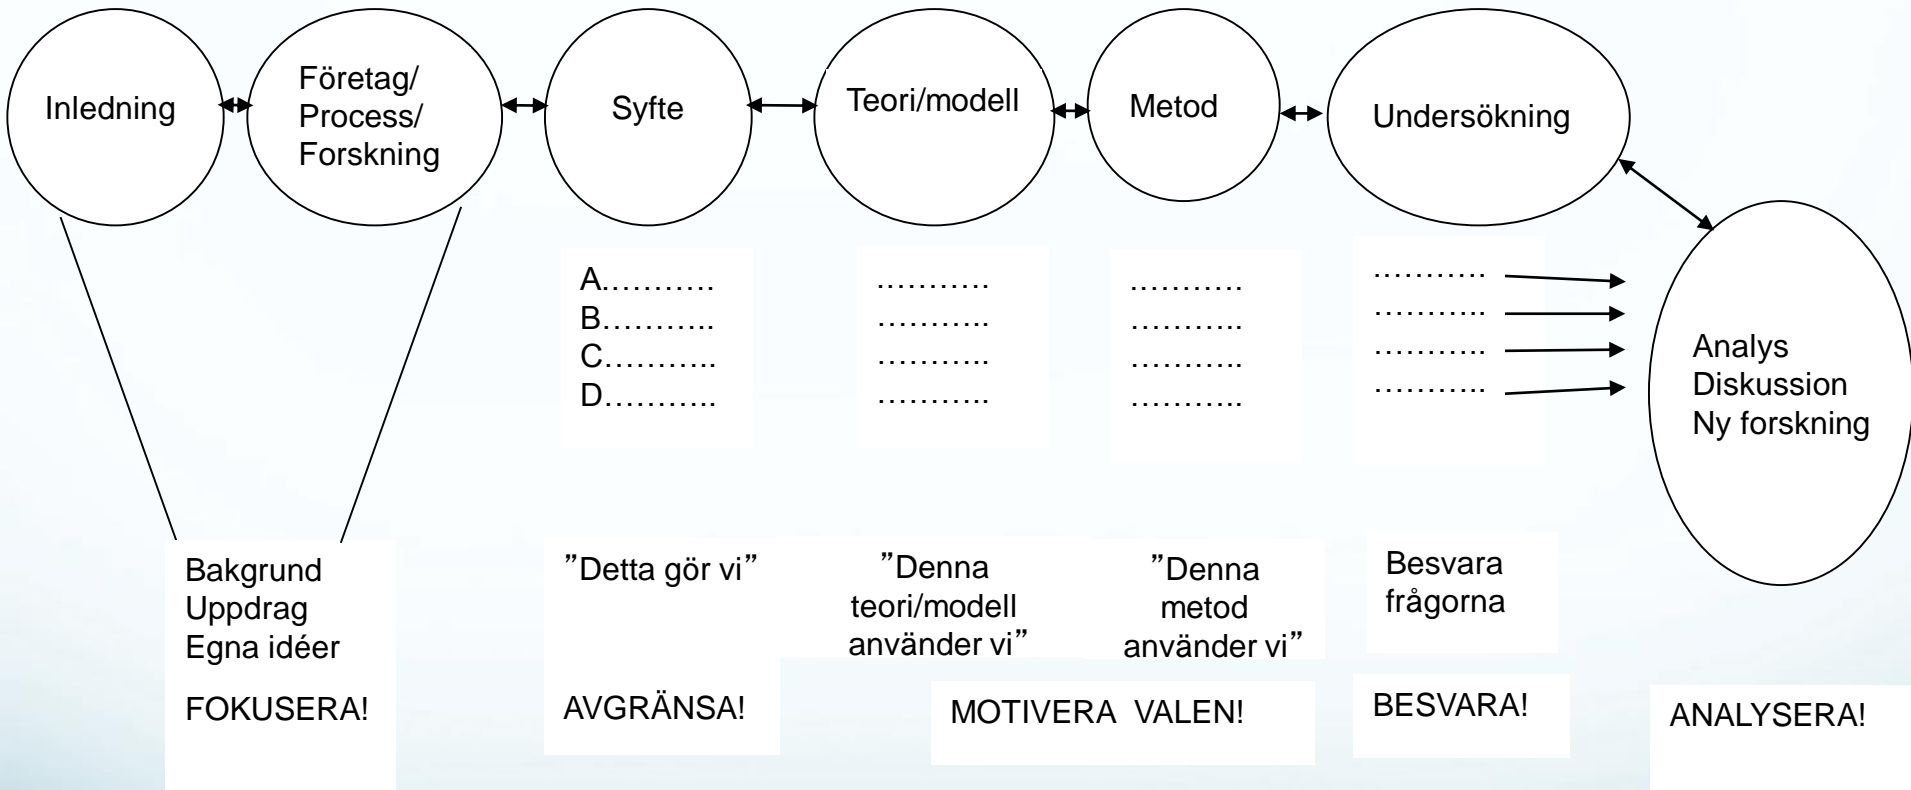 Inledning
Företag/
Process/
Forskning
Syfte
Teori/modell
Metod
Undersökning
A………..
B………..
C………..
D………..
………..
………..
………..
………..
………..
………..
………..
………..
………..
………..
………..
………..
Analys
Diskussion
Ny forskning
Bakgrund
Uppdrag
Egna idéer
”Detta gör vi”
”Denna
teori/modell
använder vi”
”Denna
metod
använder vi”
Besvara
frågorna
FOKUSERA!
AVGRÄNSA!
MOTIVERA VALEN!
BESVARA!
ANALYSERA!